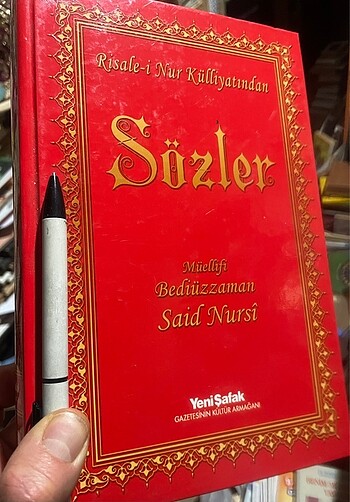 Risale-i Nur Külliyatından
Sözler
Müellifi
Bediüzzaman
Said Nursî
YeniŞafak
GAZETESİNİN KÜLTÜR ARMAĞANI